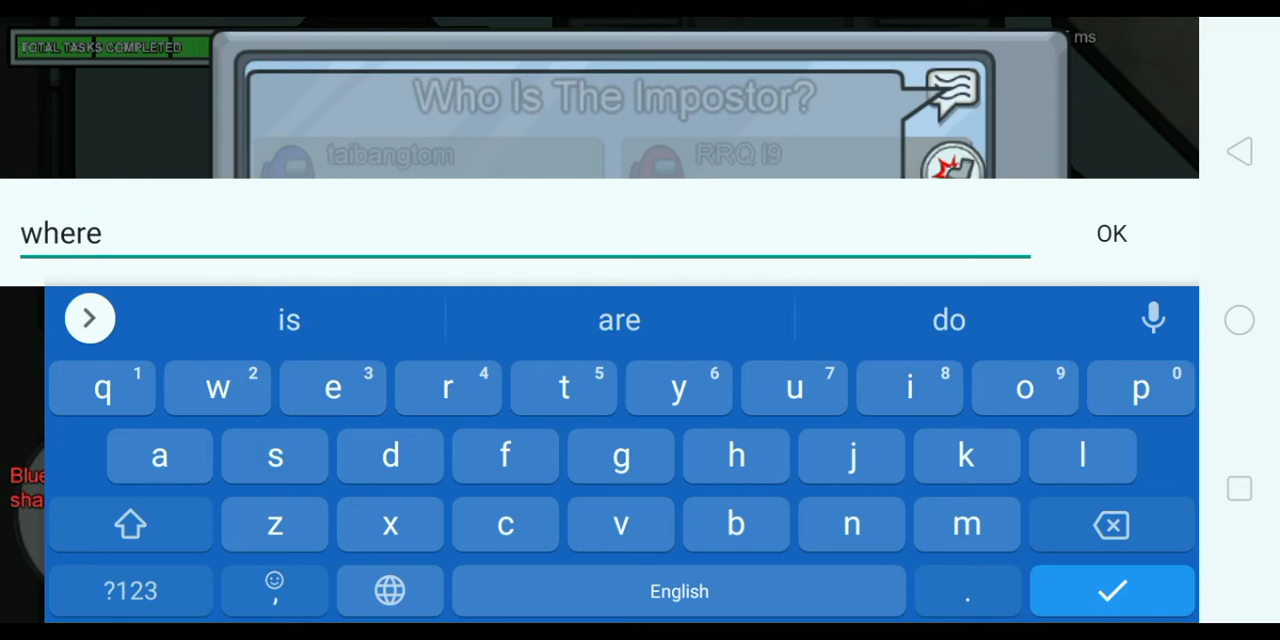 TOTAL TASKS COMPLETED
ms
Who Is The Impostor?
taibangtom
RRQ I9
where
OK
is are do
q 1 w 2 e 3 r 4 t 5 y 6 u 7 i 8 o 9 p 0
a s d f g h j k l
Blue
sha
z x c v b n m
?123 , English .